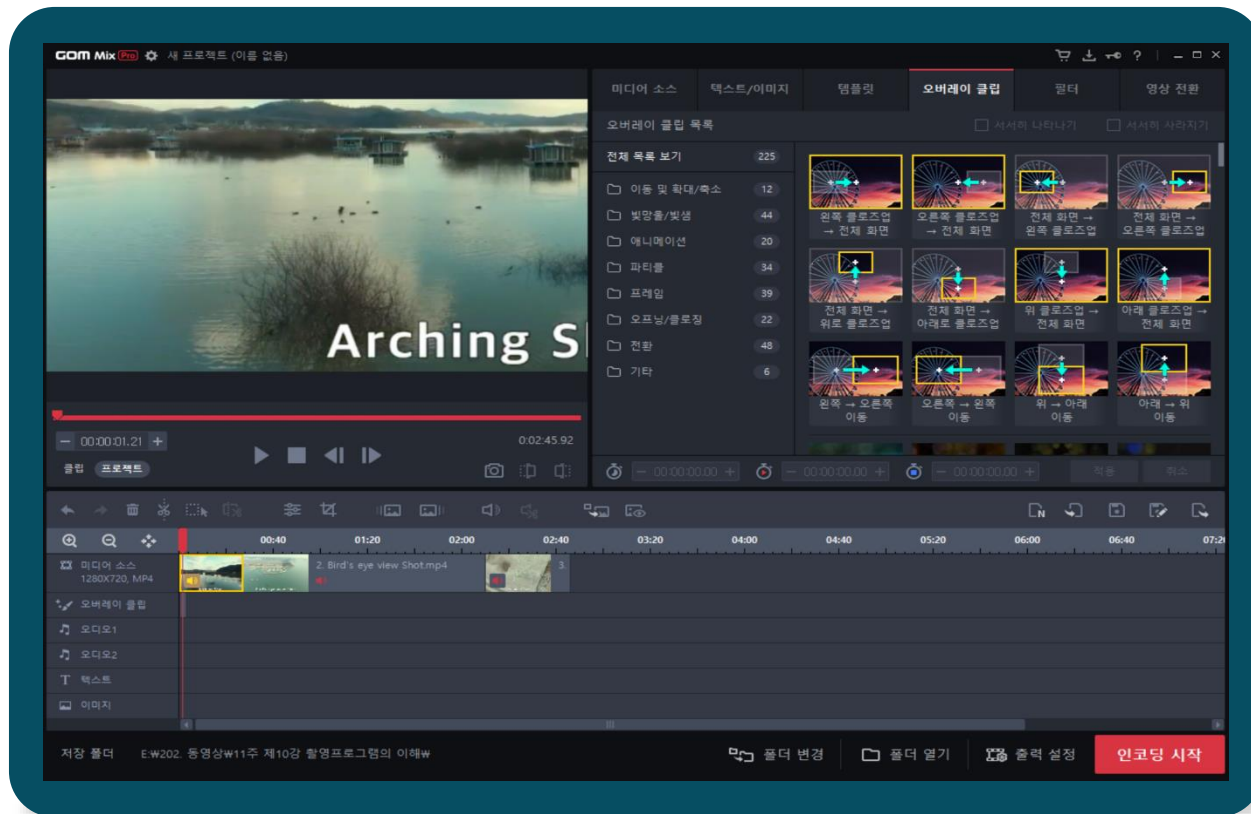 GOM Mix Pro 새 프로젝트 (이름 없음)
미디어 소스 텍스트/이미지 템플릿 오버레이 클립 필터 영상 전환
오버레이 클립 목록 서서히 나타나기 서서히 사라지기
전체 목록 보기 225
이동 및 확대/축소 12
빛망울/빛샘 44
애니메이션 20
파티클 34
프레임 39
오프닝/클로징 22
전환 48
기타 6
왼쪽 클로즈업 → 전체 화면
오른쪽 클로즈업 → 전체 화면
전체 화면 → 왼쪽 클로즈업
전체 화면 → 오른쪽 클로즈업
전체 화면 → 위로 클로즈업
전체 화면 → 아래로 클로즈업
위 클로즈업 → 전체 화면
아래 클로즈업 → 전체 화면
왼쪽 → 오른쪽 이동
오른쪽 → 왼쪽 이동
위 → 아래 이동
아래 → 위 이동
Arching S
00:00:01.21 0:02:45.92
클립 프로젝트
00:00:00.00 00:00:00.00 00:00:00.00 적용 취소
00:40 01:20 02:00 02:40 03:20 04:00 04:40 05:20 06:00 06:40 07:2
미디어 소스
1280X720, MP4
2. Bird's eye view Shot.mp4 3.
오버레이 클립
오디오1
오디오2
텍스트
이미지
저장 폴더 E:₩202. 동영상₩11주 제10강 촬영프로그램의 이해₩ 폴더 변경 폴더 열기 출력 설정 인코딩 시작